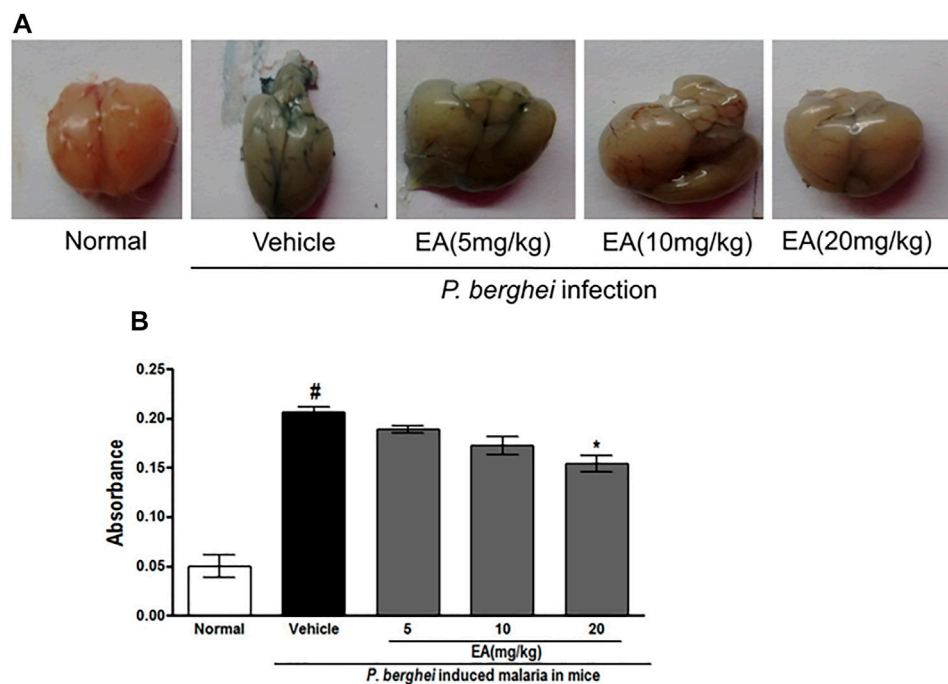 A
Normal Vehicle EA(5mg/kg) EA(10mg/kg) EA(20mg/kg)
P. berghei infection
B
0.25
#
0.20
*
0.15
Absorbance
0.10
0.05
0.00
Normal Vehicle 5 10 20
EA(mg/kg)
P. berghei induced malaria in mice